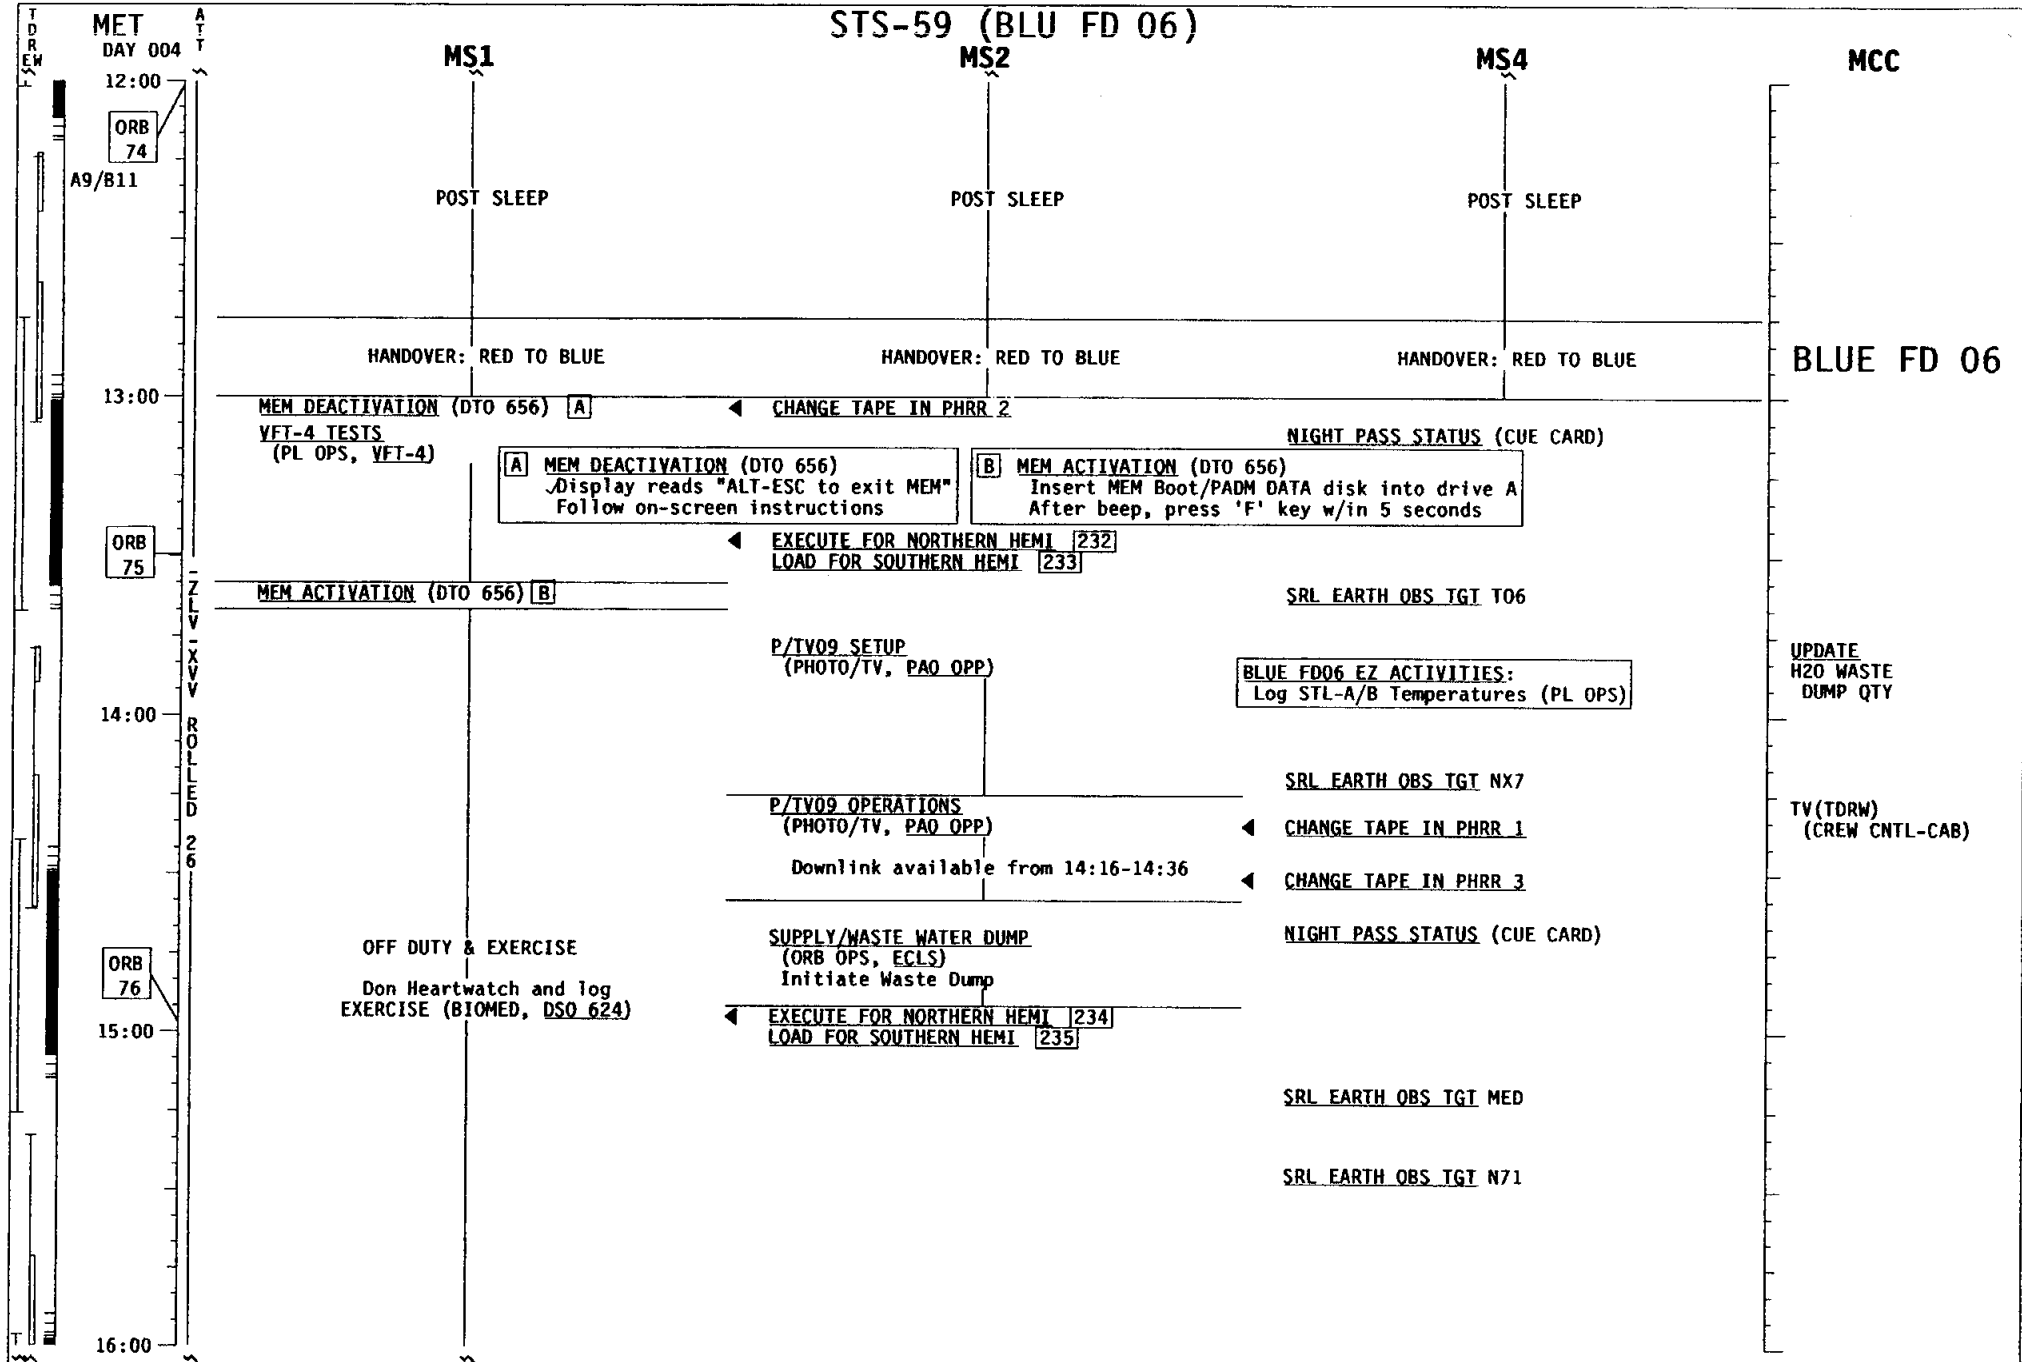 STS-59 (BLU FD 06)
TDRE W
MET
DAY 004
ATT
MS1
MS2
MS4
MCC
12:00
ORB
74
A9/B11
POST SLEEP
POST SLEEP
POST SLEEP
HANDOVER: RED TO BLUE
HANDOVER: RED TO BLUE
HANDOVER: RED TO BLUE
BLUE FD 06
13:00
MEM DEACTIVATION (DTO 656) A
CHANGE TAPE IN PHRR 2
VFT-4 TESTS
(PL OPS, VFT-4)
NIGHT PASS STATUS (CUE CARD)
A MEM DEACTIVATION (DTO 656)
✓Display reads "ALT-ESC to exit MEM"
Follow on-screen instructions
B MEM ACTIVATION (DTO 656)
Insert MEM Boot/PADM DATA disk into drive A
After beep, press 'F' key w/in 5 seconds
ORB
75
EXECUTE FOR NORTHERN HEMI 232
LOAD FOR SOUTHERN HEMI 233
-ZLV -XVV ROLLED 26
MEM ACTIVATION (DTO 656) B
SRL EARTH OBS TGT T06
P/TV09 SETUP
(PHOTO/TV, PAO OPP)
BLUE FD06 EZ ACTIVITIES:
Log STL-A/B Temperatures (PL OPS)
UPDATE
H2O WASTE
DUMP QTY
14:00
SRL EARTH OBS TGT NX7
P/TV09 OPERATIONS
(PHOTO/TV, PAO OPP)
CHANGE TAPE IN PHRR 1
TV(TDRW)
(CREW CNTL-CAB)
Downlink available from 14:16-14:36
CHANGE TAPE IN PHRR 3
OFF DUTY & EXERCISE
SUPPLY/WASTE WATER DUMP
(ORB OPS, ECLS)
Initiate Waste Dump
NIGHT PASS STATUS (CUE CARD)
ORB
76
Don Heartwatch and log
EXERCISE (BIOMED, DSO 624)
15:00
EXECUTE FOR NORTHERN HEMI 234
LOAD FOR SOUTHERN HEMI 235
SRL EARTH OBS TGT MED
SRL EARTH OBS TGT N71
16:00